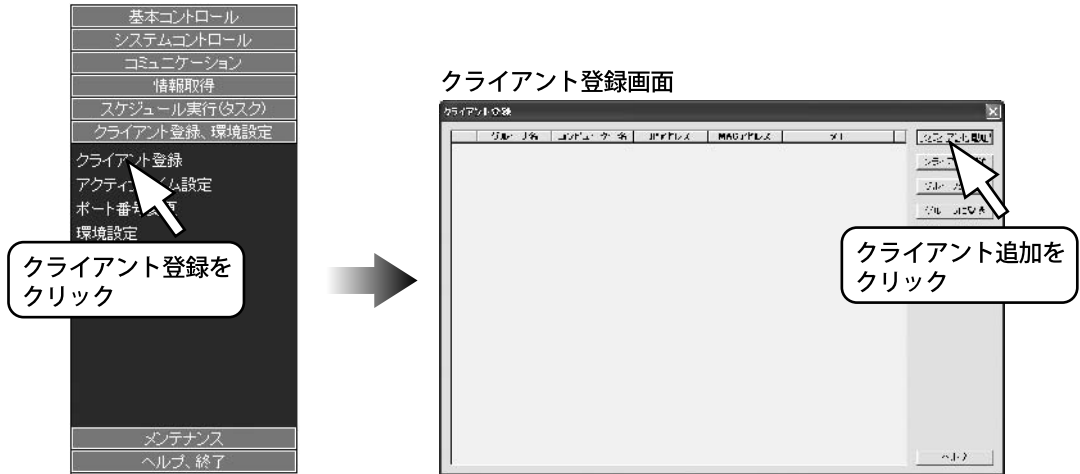 基本コントロール
システムコントロール
コミュニケーション
情報取得
スケジュール実行(タスク)
クライアント登録、環境設定
クライアント登録
アクティ 設定
ポート番号
環境設定
クライアント登録を
クリック
メンテナンス
ヘルプ、終了
クライアント登録画面
クライアント登録
グループ名 コンピューター名 IPアドレス MACアドレス メモ
クライアント追加
クライアント追加を
クリック
ヘルプ